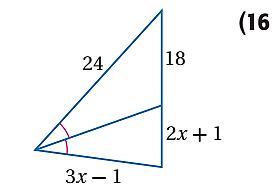 (16
24
18
2x + 1
3x − 1